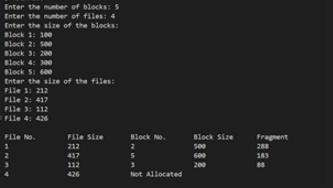 Enter the number of blocks: 5
Enter the number of files: 4
Enter the size of the blocks:
Block 1: 100
Block 2: 500
Block 3: 200
Block 4: 300
Block 5: 600
Enter the size of the files:
File 1: 212
File 2: 417
File 3: 112
File 4: 426
File No. File Size Block No. Block Size Fragment
1 212 2 500 288
2 417 5 600 183
3 112 3 200 88
4 426 Not Allocated